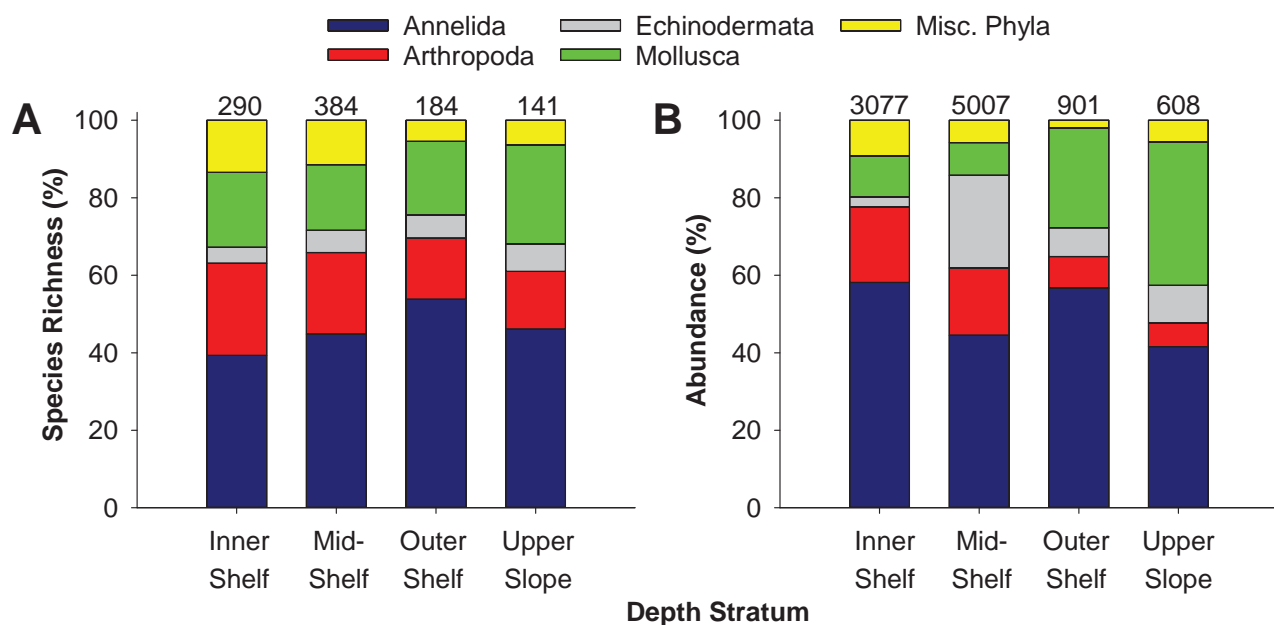 Annelida Echinodermata Misc. Phyla
Arthropoda Mollusca
A
290 384 184 141
100
80
60
40
20
0
Species Richness (%)
Inner Mid- Outer Upper
Shelf Shelf Shelf Slope
B
3077 5007 901 608
100
80
60
40
20
0
Abundance (%)
Inner Mid- Outer Upper
Shelf Shelf Shelf Slope
Depth Stratum